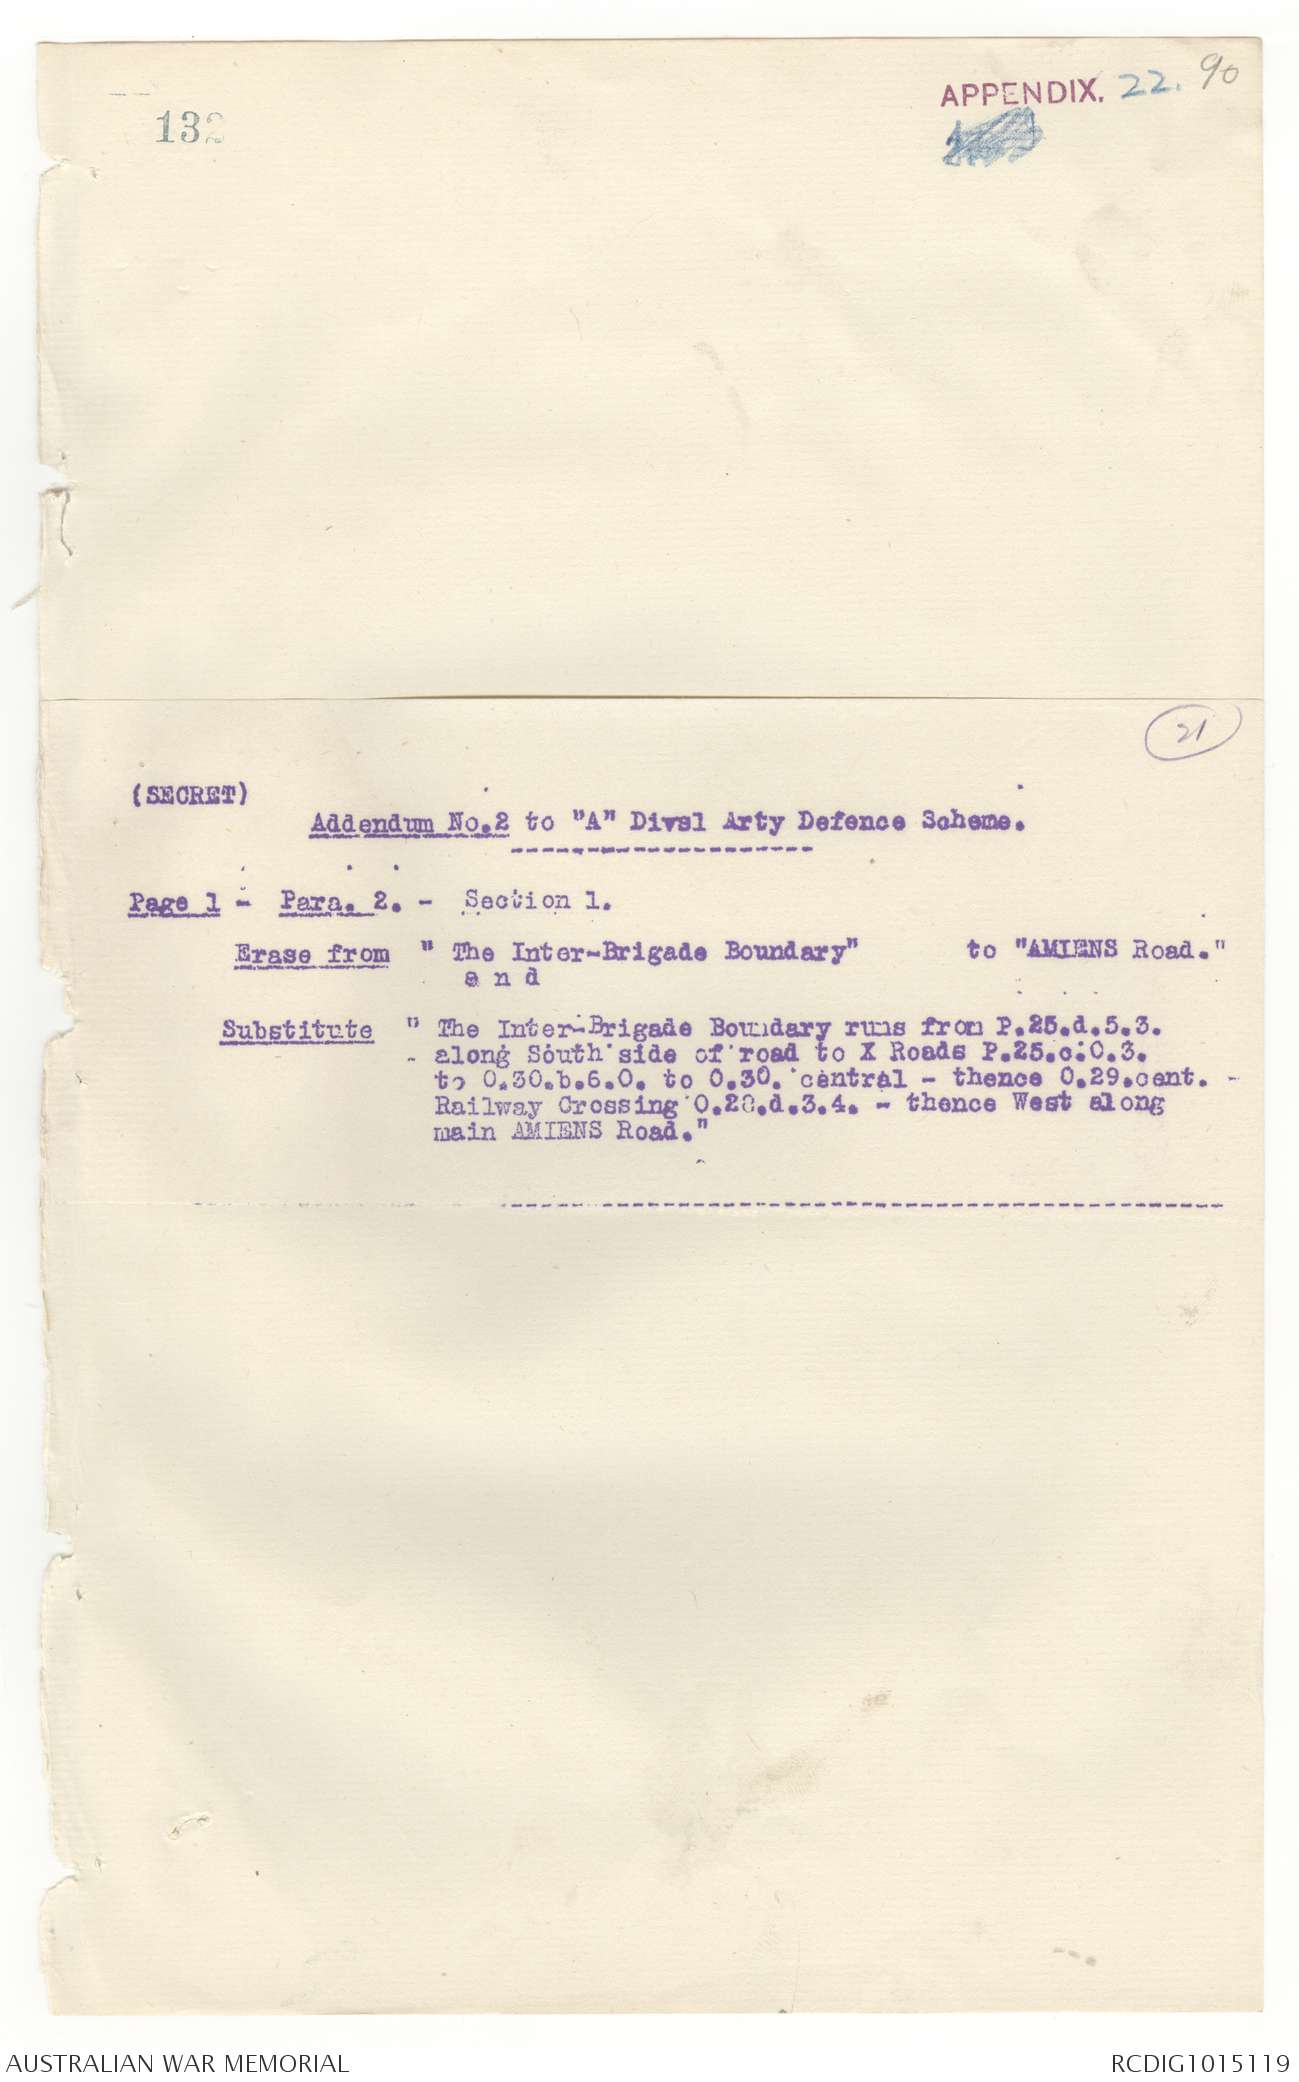 132
APPENDIX. 22. 90
21
(SECRET)
Addendum No.2 to "A" Divsl Arty Defence Scheme.
Page 1 - Para. 2. - Section 1.
Erase from " The Inter-Brigade Boundary" to "AMIENS Road."
a n d
Substitute " The Inter-Brigade Boundary runs from P.25.d.5.3.
- along South side of road to X Roads P.25.c.0.3.
to O.30.b.6.0. to O.30. central - thence O.29.cent. -
Railway Crossing O.28.d.3.4. - thence West along
main AMIENS Road."
AUSTRALIAN WAR MEMORIAL
RCDIG1015119